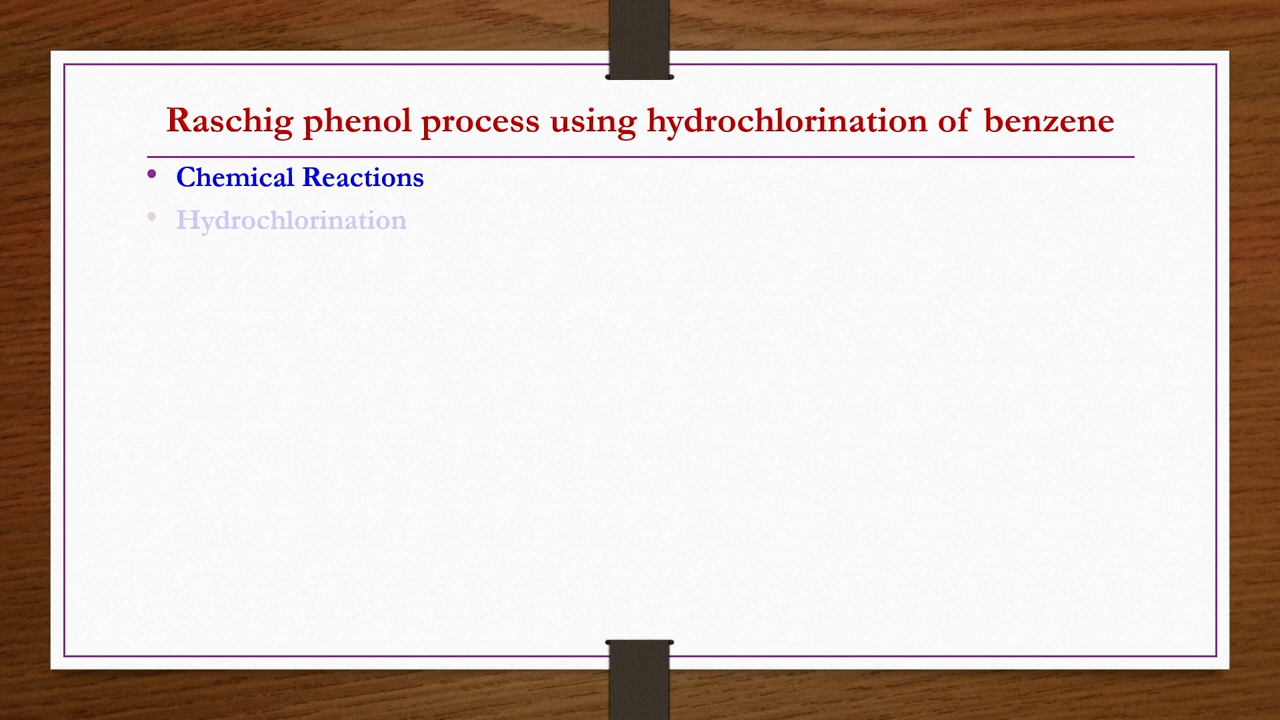 Raschig phenol process using hydrochlorination of benzene
• Chemical Reactions
• Hydrochlorination